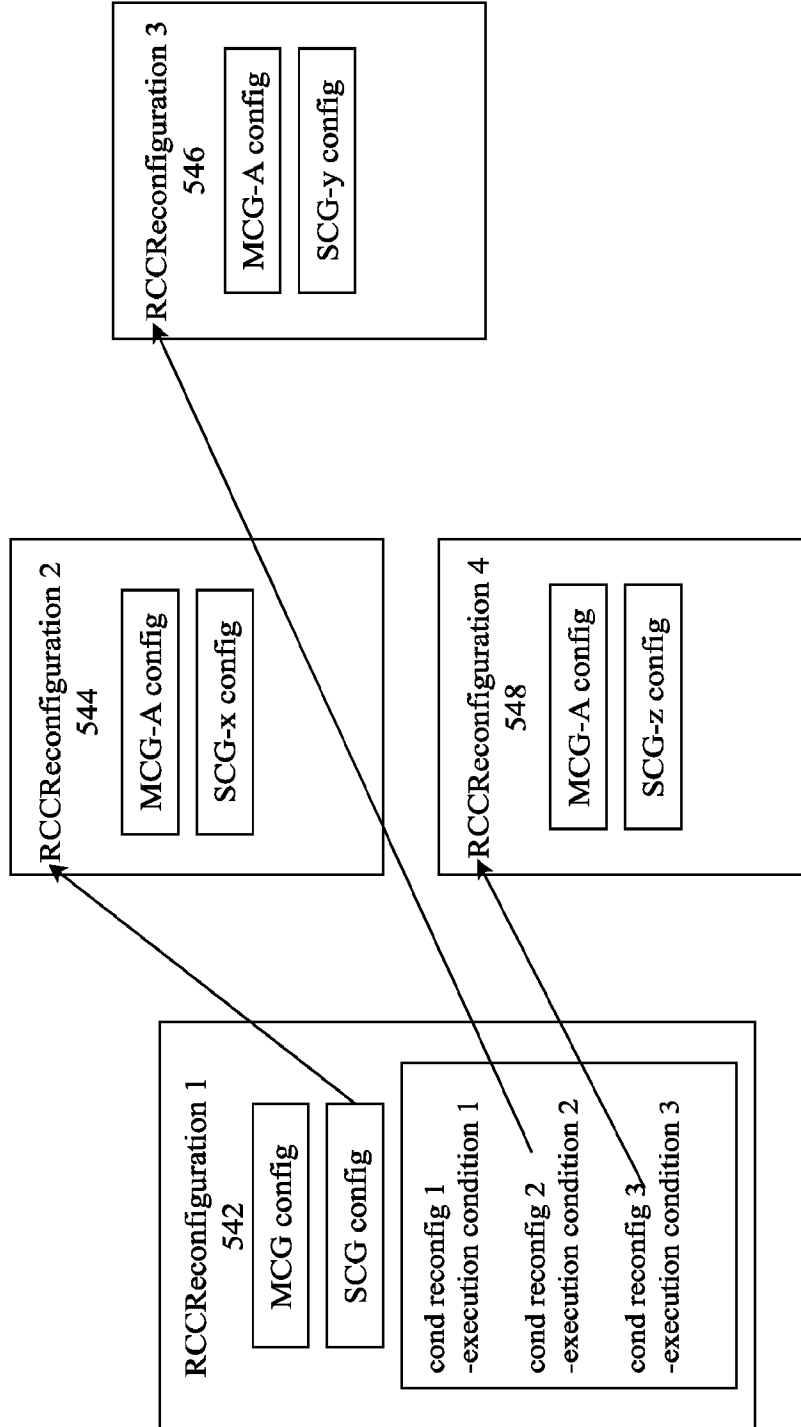 RCCReconfiguration 1
542
MCG config
SCG config
cond reconfig 1
-execution condition 1
cond reconfig 2
-execution condition 2
cond reconfig 3
-execution condition 3
RCCReconfiguration 2
544
MCG-A config
SCG-x config
RCCReconfiguration 4
548
MCG-A config
SCG-z config
RCCReconfiguration 3
546
MCG-A config
SCG-y config